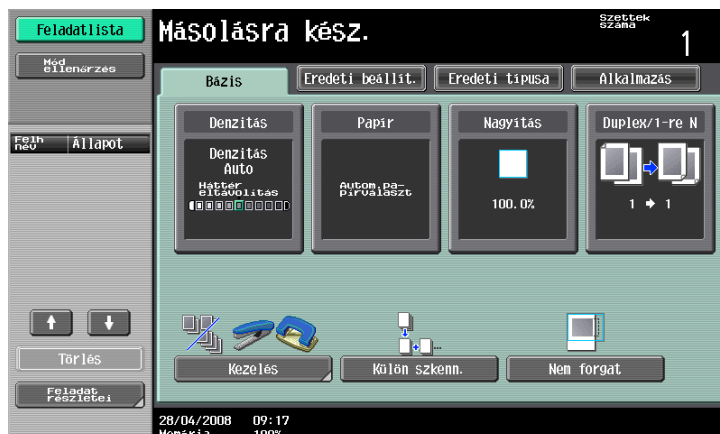 Feladatlista
Másolásra kész.
Szettek
száma
1
Mód
ellenőrzés
Bázis
Eredeti beállít.
Eredeti típusa
Alkalmazás
Felh
név
Állapot
Denzitás
Papír
Nagyítás
Duplex/1-re N
Denzitás
Auto
Háttér
eltávolítás
Autom.pa-
pírválaszt
100.0%
1 → 1
Törlés
Feladat
részletei
Kezelés
Külön szkenn.
Nem forgat
28/04/2008 09:17
Memória 100%